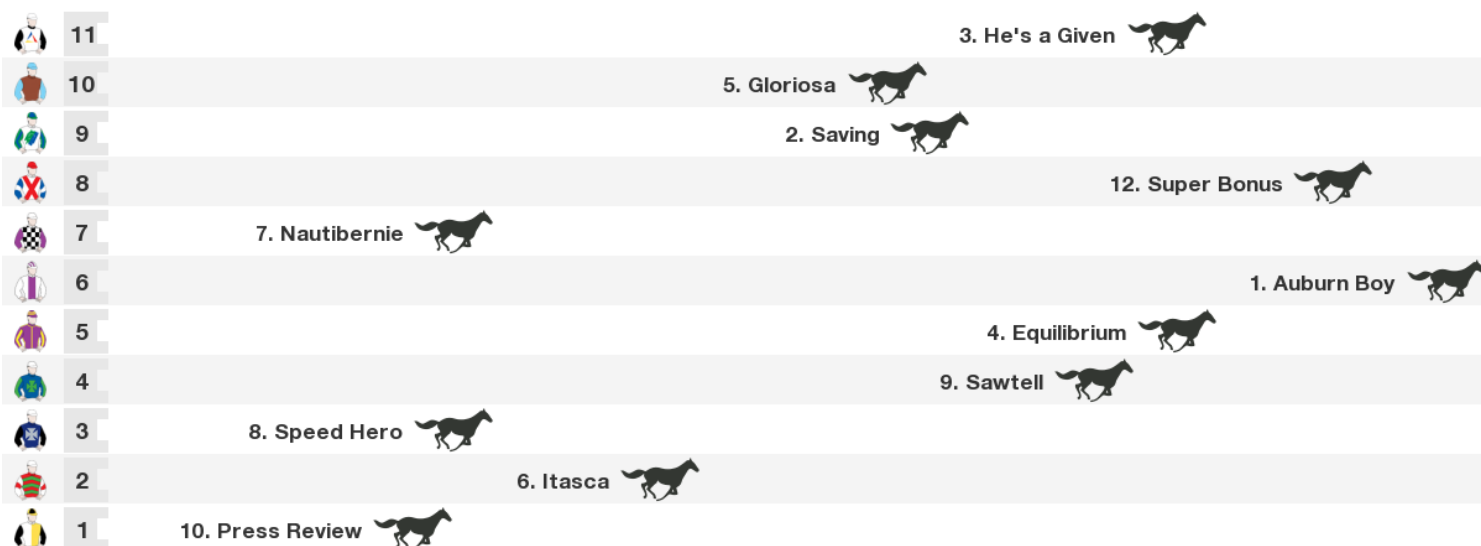 11 3. He's a Given
10 5. Gloriosa
9 2. Saving
8 12. Super Bonus
7 7. Nautibernie
6 1. Auburn Boy
5 4. Equilibrium
4 9. Sawtell
3 8. Speed Hero
2 6. Itasca
1 10. Press Review